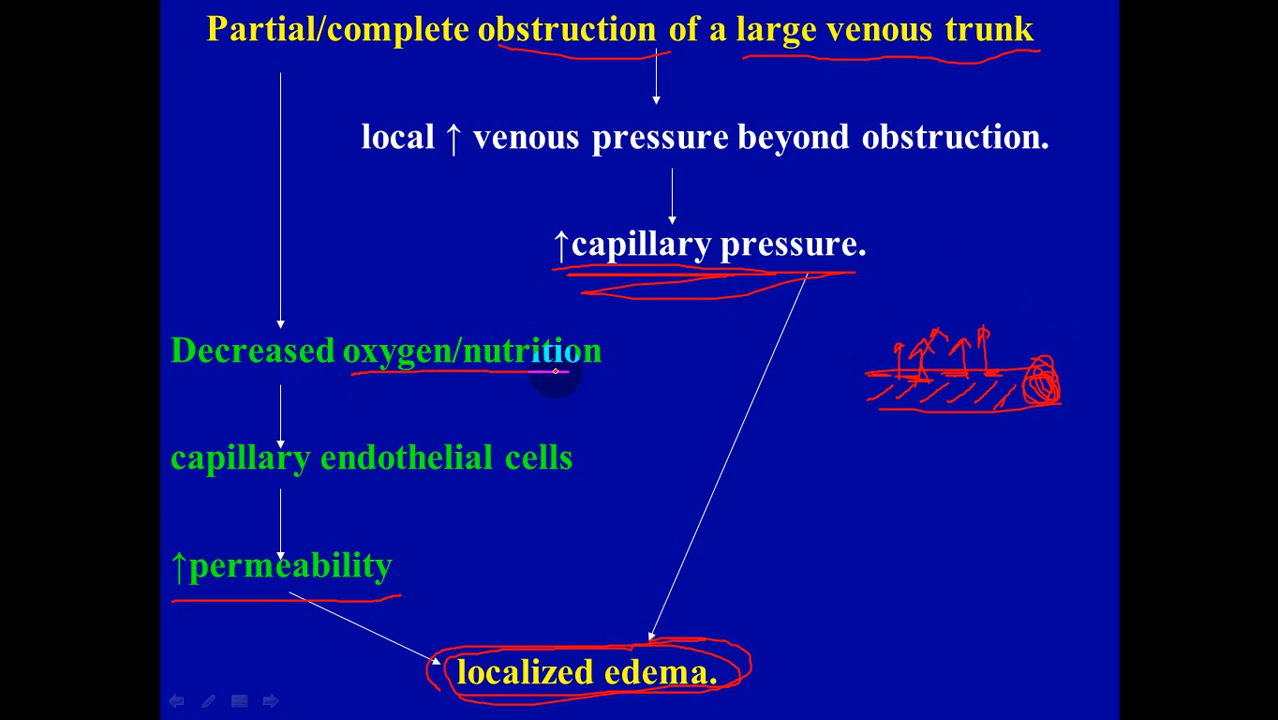 Partial/complete obstruction of a large venous trunk
local ↑ venous pressure beyond obstruction.
↑capillary pressure.
Decreased oxygen/nutrition
capillary endothelial cells
↑permeability
localized edema.